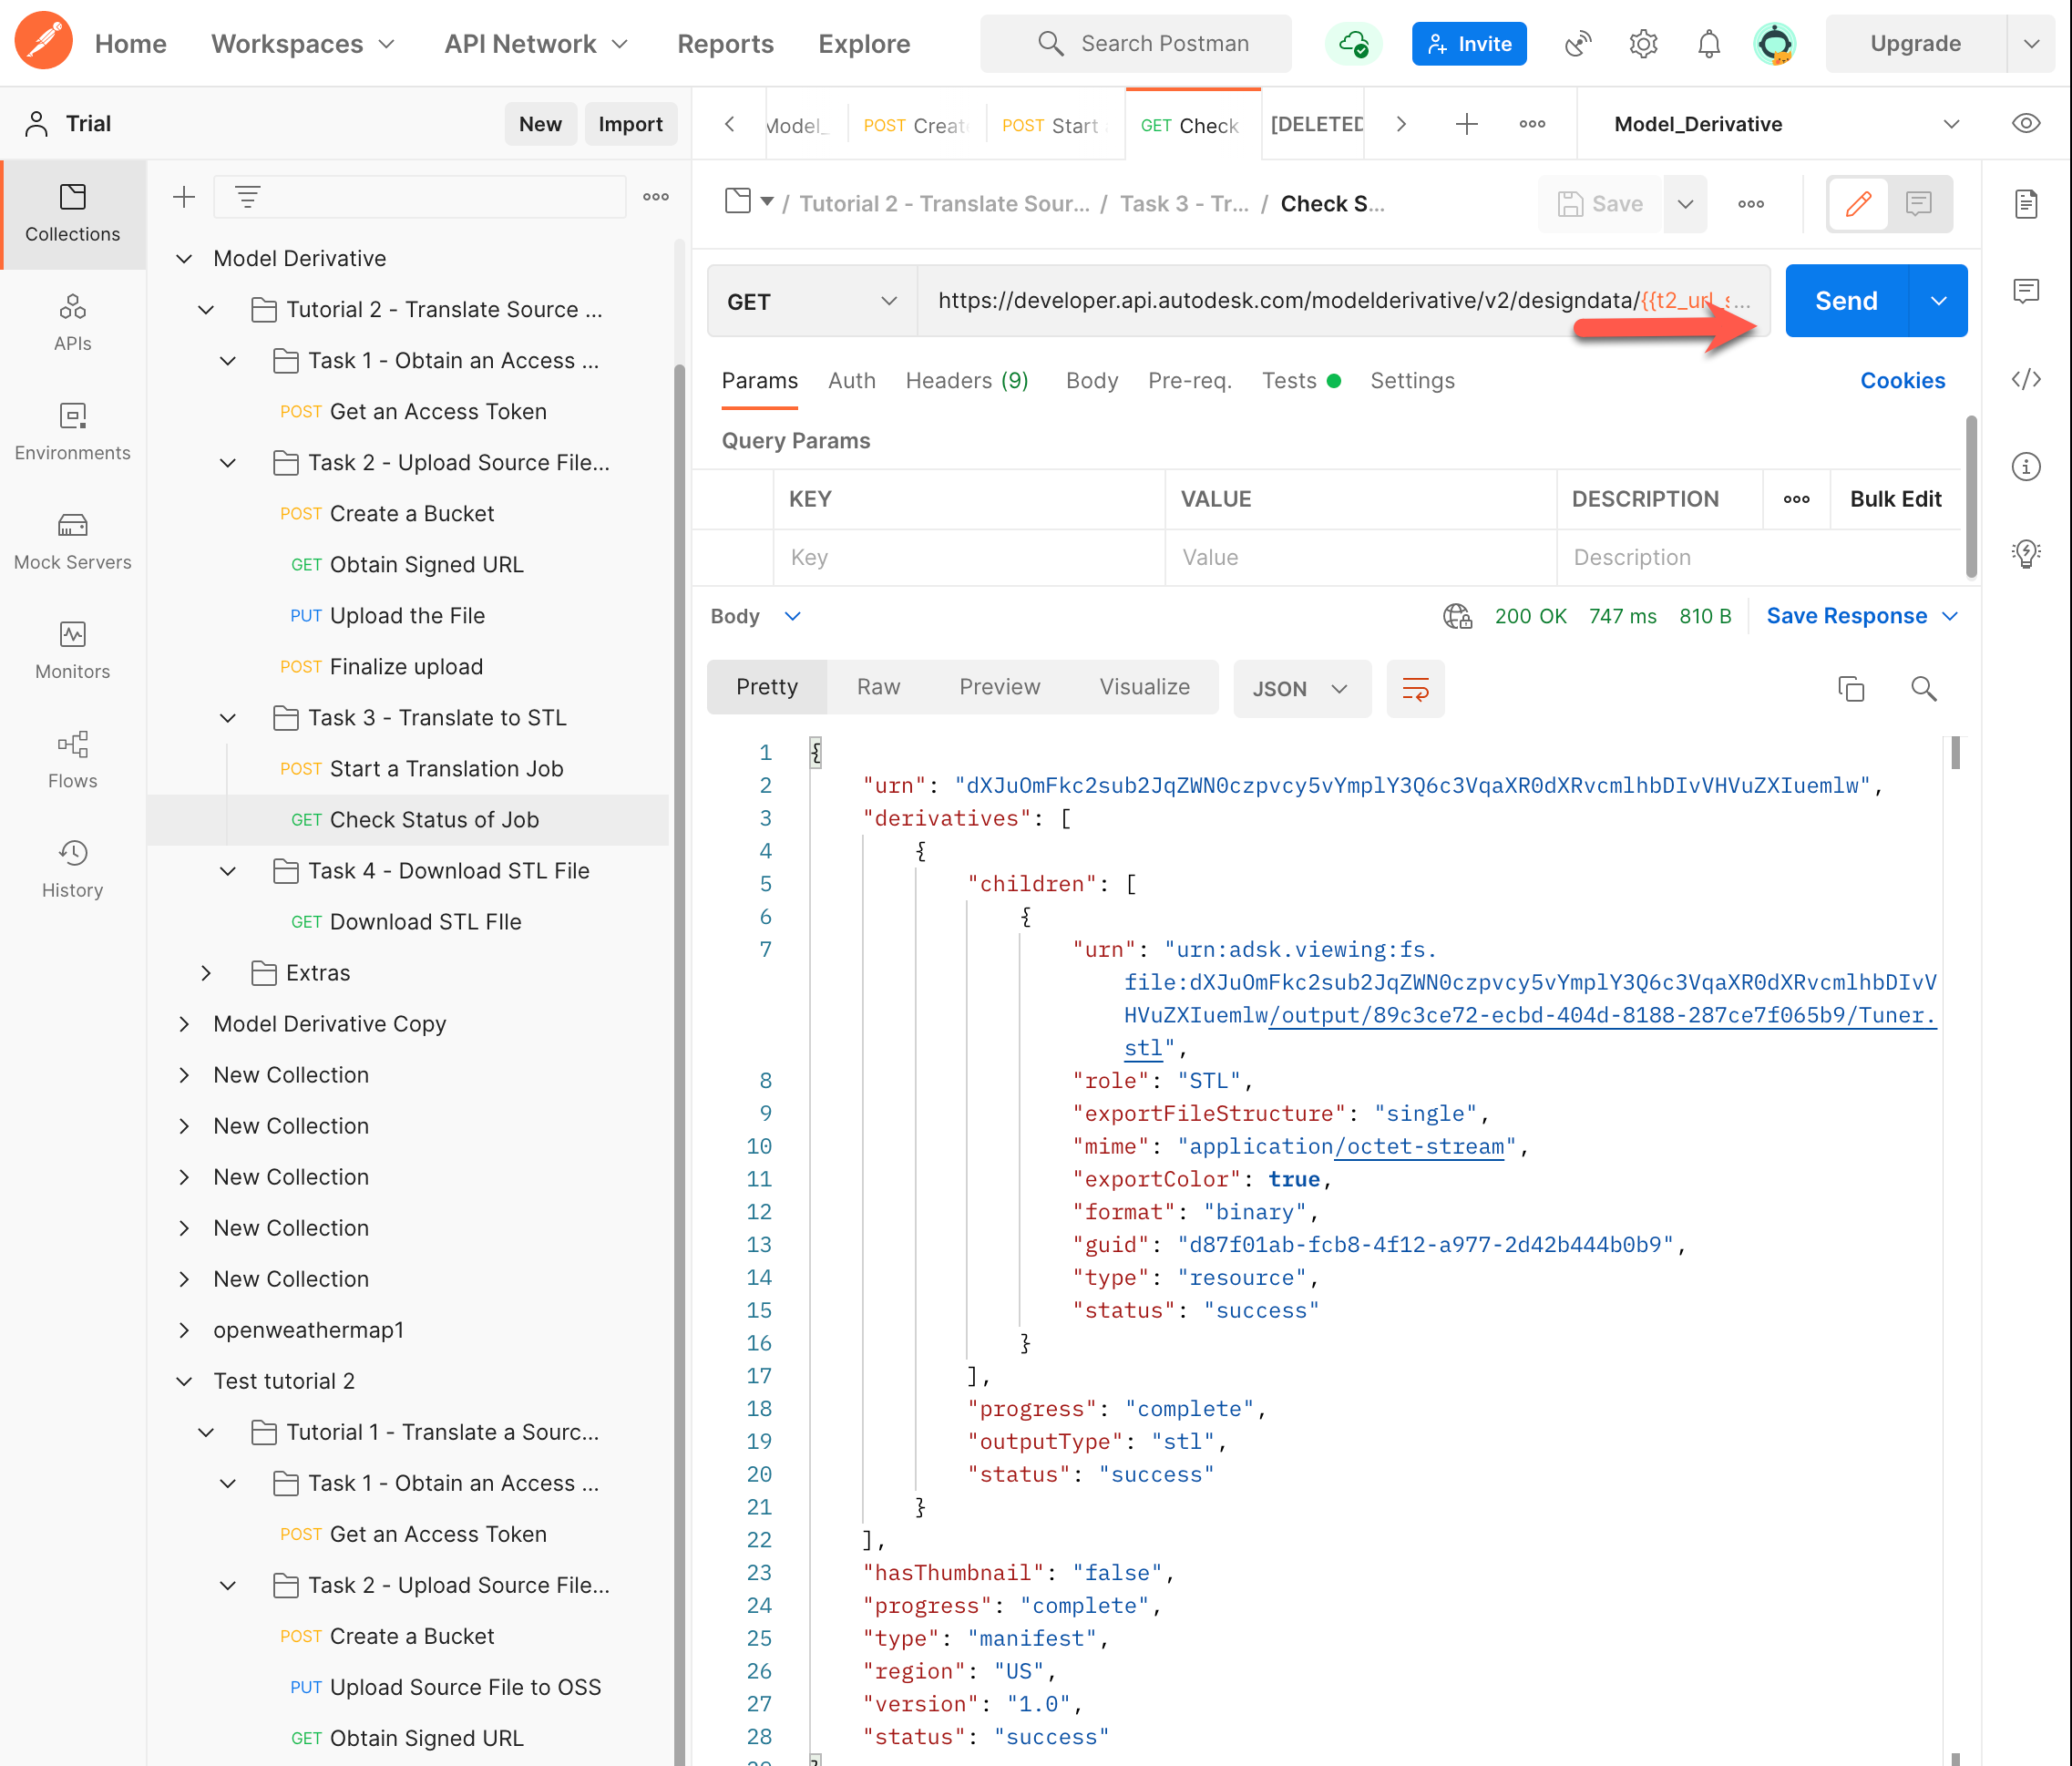 Home Workspaces API Network Reports Explore Search Postman Invite Upgrade
Trial New Import
Model_ POST Creat GET Check [DELETED Model_Derivative
POST Start
Collections
APIs
Environments
Mock Servers
Monitors
Flows
History
Model Derivative
Tutorial 2 - Translate Source ...
Task 1 - Obtain an Access ...
POST Get an Access Token
Task 2 - Upload Source File...
POST Create a Bucket
GET Obtain Signed URL
PUT Upload the File
POST Finalize upload
Task 3 - Translate to STL
POST Start a Translation Job
GET Check Status of Job
Task 4 - Download STL File
GET Download STL FIle
Extras
Model Derivative Copy
New Collection
New Collection
New Collection
New Collection
New Collection
openweathermap1
Test tutorial 2
Tutorial 1 - Translate a Sourc...
Task 1 - Obtain an Access ...
POST Get an Access Token
Task 2 - Upload Source File...
POST Create a Bucket
PUT Upload Source File to OSS
GET Obtain Signed URL
/ Tutorial 2 - Translate Sour... / Task 3 - Tr... / Check S... Save
GET https://developer.api.autodesk.com/modelderivative/v2/designdata/{{t2_url_s... Send
Params Auth Headers (9) Body Pre-req. Tests Settings Cookies
Query Params
KEY VALUE DESCRIPTION Bulk Edit
Key Value Description
Body 200 OK 747 ms 810 B Save Response
Pretty Raw Preview Visualize JSON
1 {
2 "urn": "dXJuOmFkc2sub2JqZWN0czpvcy5vYmplY3Q6c3VqaXR0dXRvcmlhbDIvVHVuZXIuemlw",
3 "derivatives": [
4 {
5 "children": [
6 {
7 "urn": "urn:adsk.viewing:fs.
file:dXJuOmFkc2sub2JqZWN0czpvcy5vYmplY3Q6c3VqaXR0dXRvcmlhbDIvV
HVuZXIuemlw/output/89c3ce72-ecbd-404d-8188-287ce7f065b9/Tuner.
stl",
8 "role": "STL",
9 "exportFileStructure": "single",
10 "mime": "application/octet-stream",
11 "exportColor": true,
12 "format": "binary",
13 "guid": "d87f01ab-fcb8-4f12-a977-2d42b444b0b9",
14 "type": "resource",
15 "status": "success"
16 }
17 ],
18 "progress": "complete",
19 "outputType": "stl",
20 "status": "success"
21 }
22 ],
23 "hasThumbnail": "false",
24 "progress": "complete",
25 "type": "manifest",
26 "region": "US",
27 "version": "1.0",
28 "status": "success"